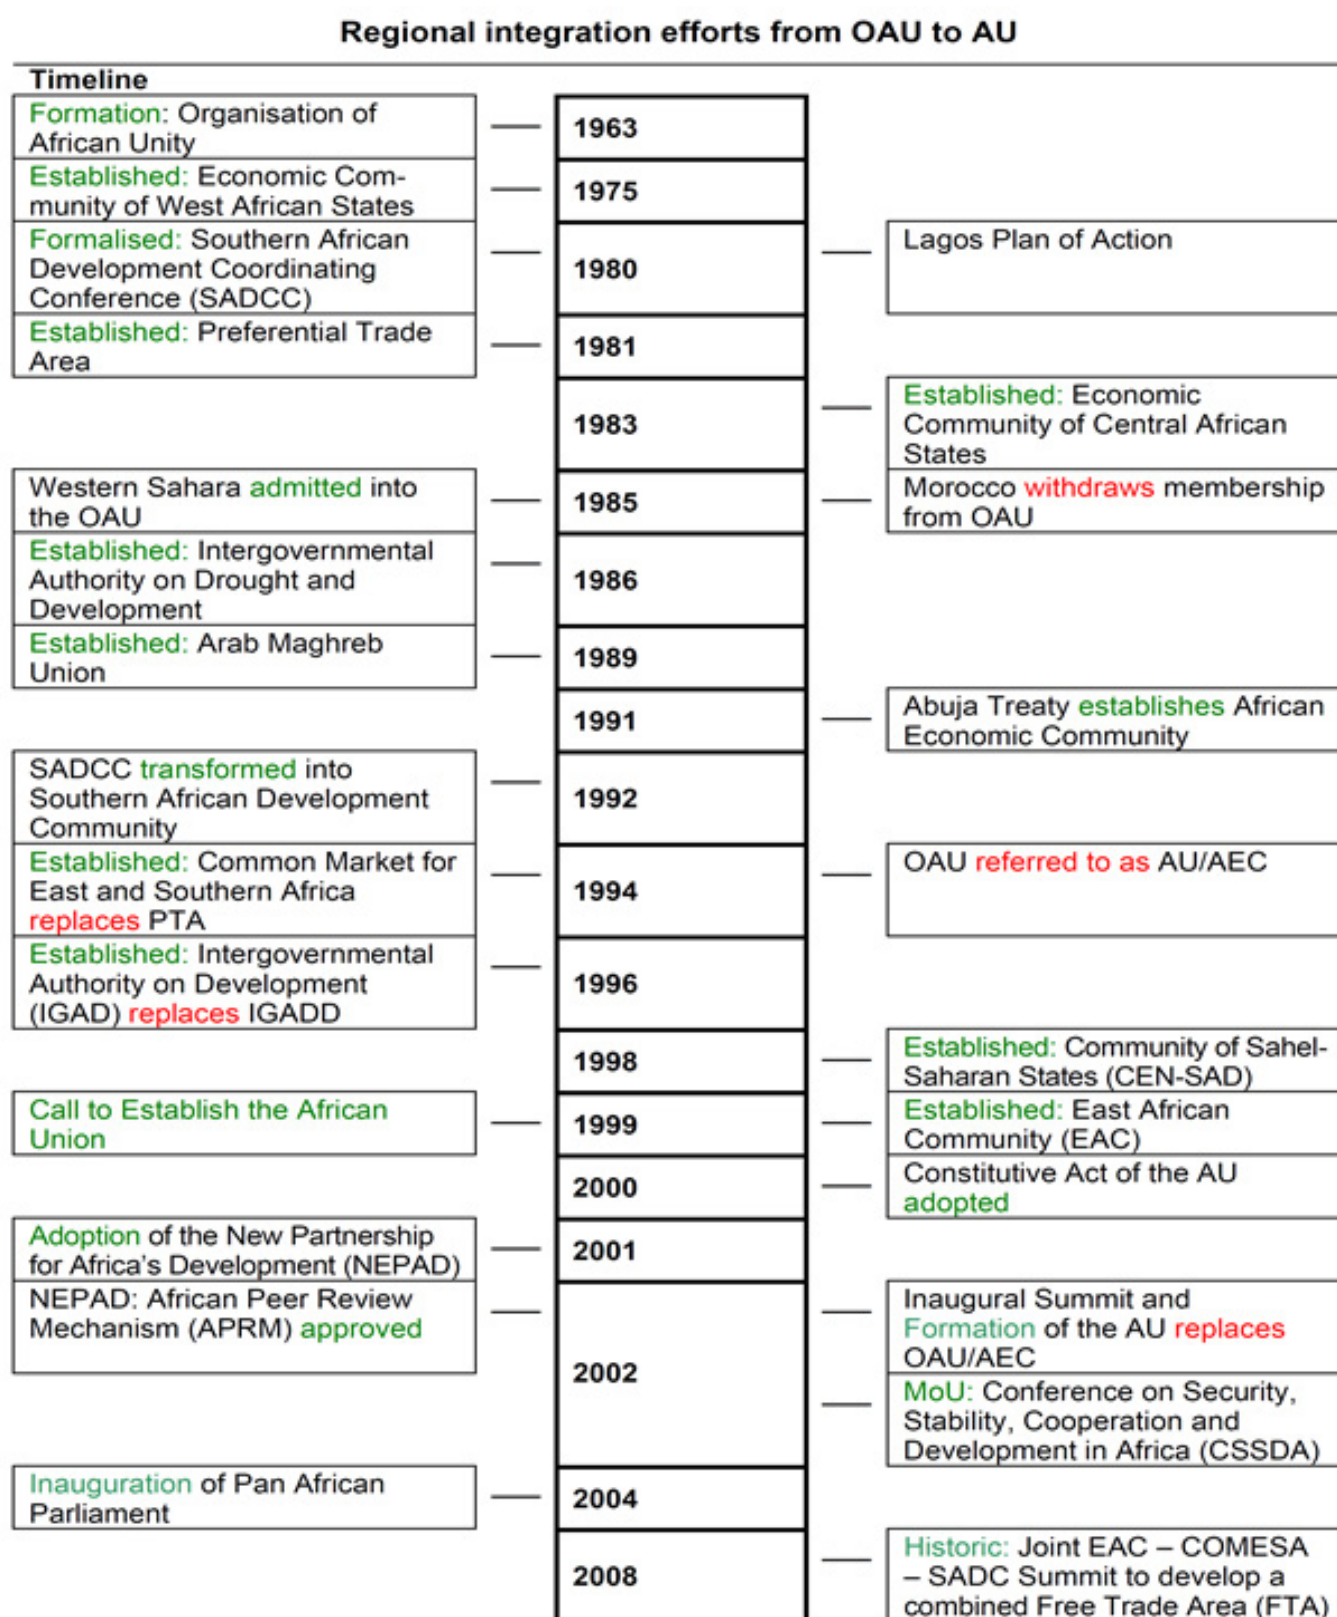 Regional integration efforts from OAU to AU
Timeline
Formation: Organisation of
African Unity
1963
Established: Economic Com-
munity of West African States
1975
Formalised: Southern African
Development Coordinating
Conference (SADCC)
1980
Lagos Plan of Action
Established: Preferential Trade
Area
1981
1983
Established: Economic
Community of Central African
States
Western Sahara admitted into
the OAU
1985
Morocco withdraws membership
from OAU
Established: Intergovernmental
Authority on Drought and
Development
1986
Established: Arab Maghreb
Union
1989
1991
Abuja Treaty establishes African
Economic Community
SADCC transformed into
Southern African Development
Community
1992
Established: Common Market for
East and Southern Africa
replaces PTA
1994
OAU referred to as AU/AEC
Established: Intergovernmental
Authority on Development
(IGAD) replaces IGADD
1996
1998
Established: Community of Sahel-
Saharan States (CEN-SAD)
Call to Establish the African
Union
1999
Established: East African
Community (EAC)
2000
Constitutive Act of the AU
adopted
Adoption of the New Partnership
for Africa's Development (NEPAD)
2001
NEPAD: African Peer Review
Mechanism (APRM) approved
2002
Inaugural Summit and
Formation of the AU replaces
OAU/AEC
MoU: Conference on Security,
Stability, Cooperation and
Development in Africa (CSSDA)
Inauguration of Pan African
Parliament
2004
2008
Historic: Joint EAC – COMESA
– SADC Summit to develop a
combined Free Trade Area (FTA)